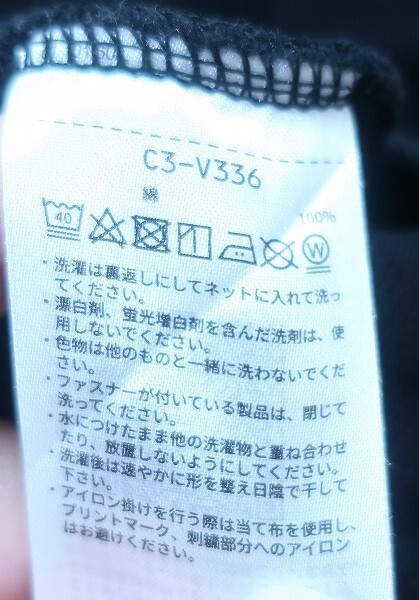 C3-V336
綿 100%
40
W
・洗濯は裏返しにしてネットに入れて洗っ
てください。
・漂白剤、蛍光増白剤を含んだ洗剤は、使
用しないでください。
・色物は他のものと一緒に洗わないでくだ
さい。
・ファスナーが付いている製品は、閉じて
洗ってください。
・水につけたまま他の洗濯物と重ね合わせ
たり、放置しないようにしてください。
・洗濯後は速やかに形を整え日陰で干して
下さい。
・アイロン掛けを行う際は当て布を使用し、
プリントマーク、刺繍部分へのアイロン
はお避けください。